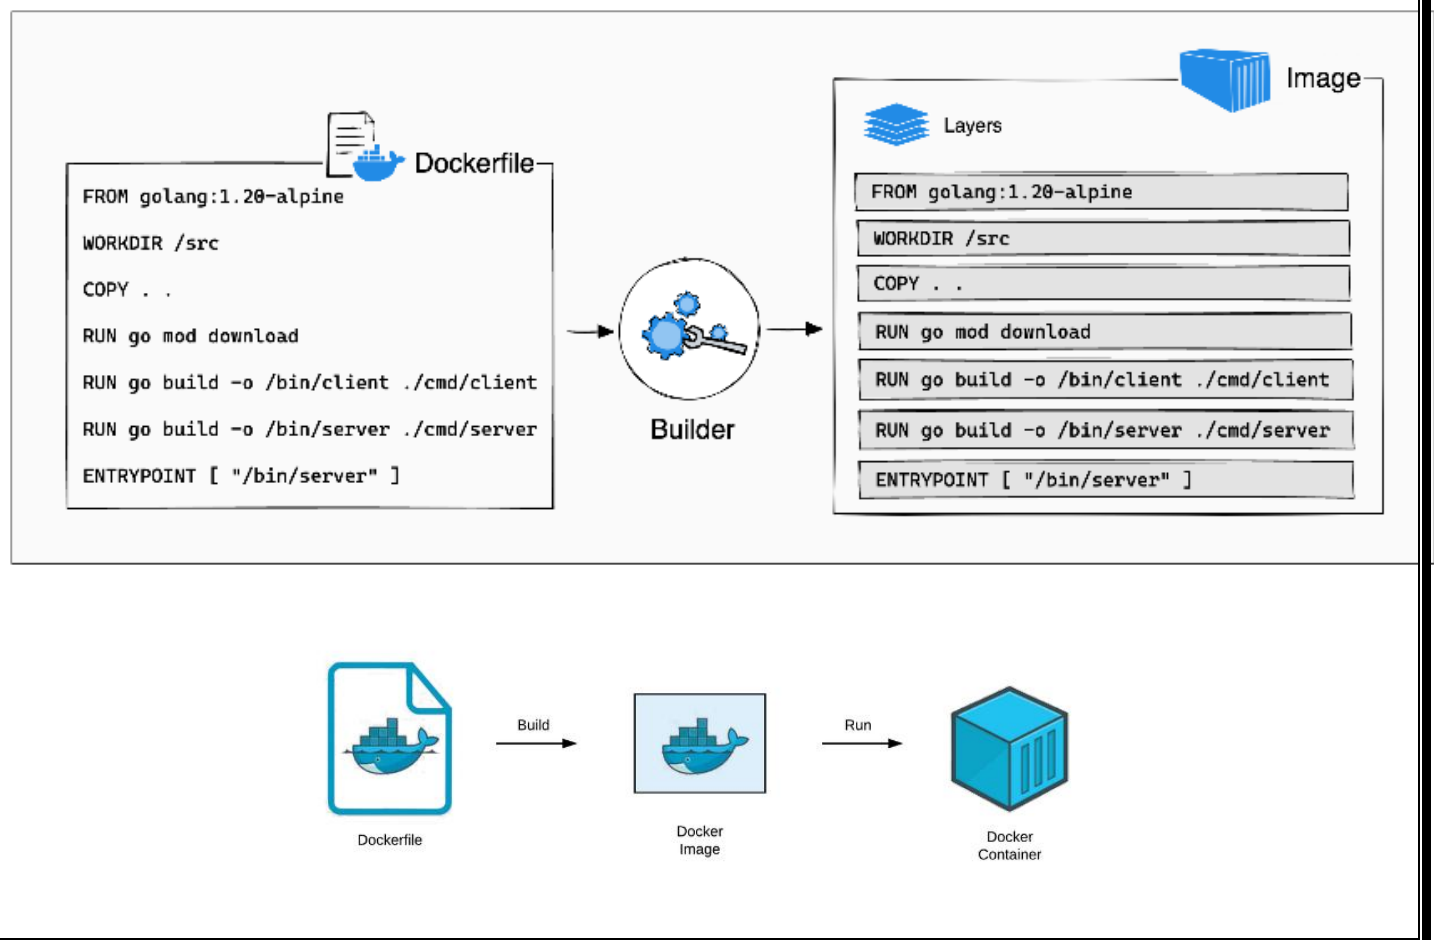 Dockerfile
FROM golang:1.20-alpine
WORKDIR /src
COPY . .
RUN go mod download
RUN go build -o /bin/client ./cmd/client
RUN go build -o /bin/server ./cmd/server
ENTRYPOINT [ "/bin/server" ]
Builder
Image
Layers
FROM golang:1.20-alpine
WORKDIR /src
COPY . .
RUN go mod download
RUN go build -o /bin/client ./cmd/client
RUN go build -o /bin/server ./cmd/server
ENTRYPOINT [ "/bin/server" ]
Dockerfile
Build
Docker
Image
Run
Docker
Container